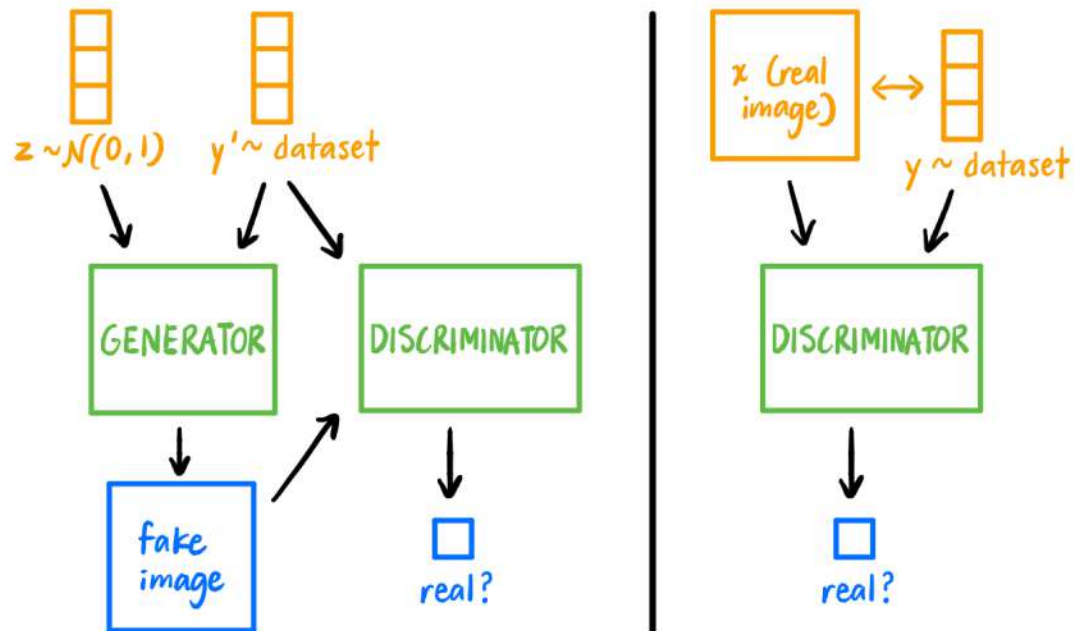 z ~ N(0, 1)
y' ~ dataset
GENERATOR
DISCRIMINATOR
fake
image
real?
x (real
image)
y ~ dataset
DISCRIMINATOR
real?